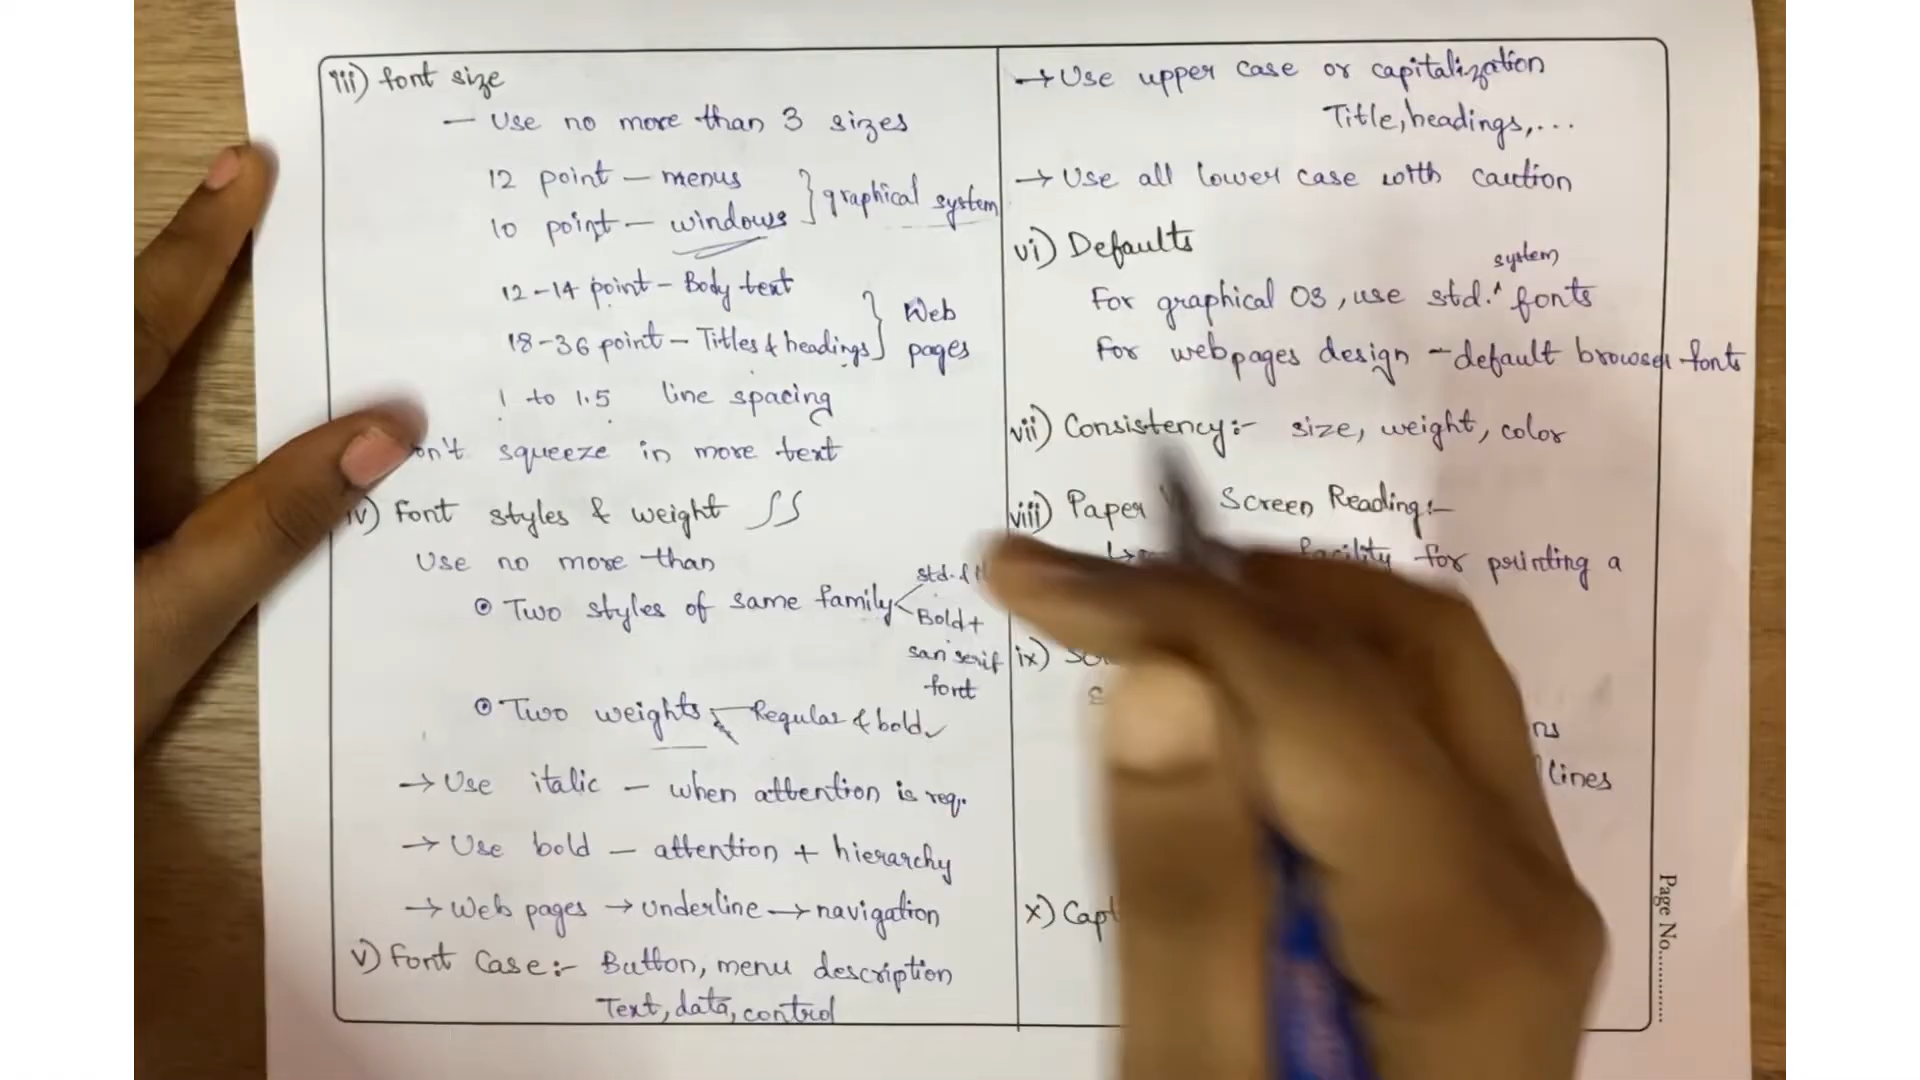 iii) font size
— Use no more than 3 sizes
12 point — menus
10 point — windows
graphical system
12-14 point - Body text
18-36 point - Titles & headings
Web
pages
1 to 1.5 line spacing
squeeze in more text
iv) Font styles & weight
Use no more than
Two styles of same family
std. &
Bold +
san serif
font
Two weights
Regular & bold
→ Use italic — when attention is req.
→ Use bold — attention + hierarchy
→ Web pages → underline → navigation
v) Font Case:- Button, menu description
Text, data, control
→ Use upper case or capitalization
Title, headings,...
→ Use all lower case with caution
vi) Defaults
system
For graphical OS, use std.^ fonts
For webpages design - default browser fonts
vii) Consistency:- size, weight, color
viii) Paper Screen Reading:-
facility for printing a
ix)
lines
x)
Page No............